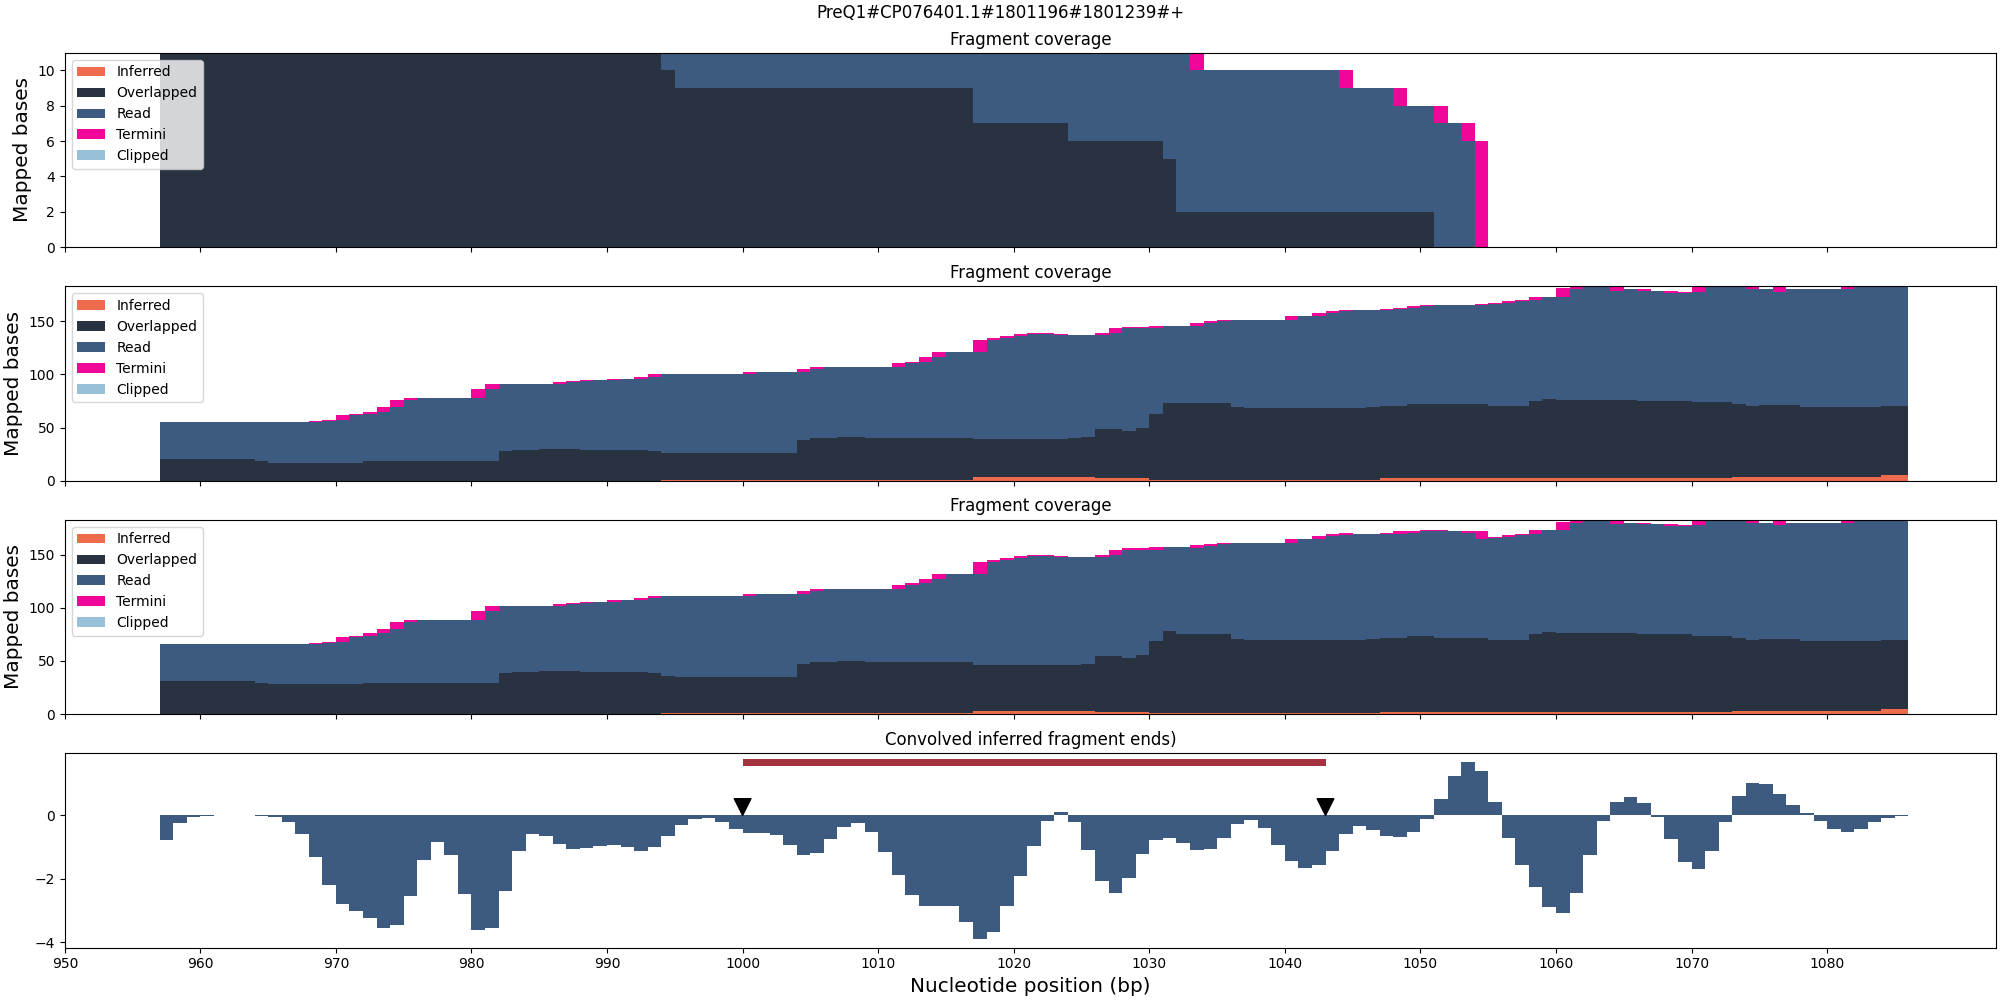 PreQ1#CP076401.1#1801196#1801239#+
Fragment coverage
Mapped bases
10
8
6
4
2
0
Inferred
Overlapped
Read
Termini
Clipped
Fragment coverage
Mapped bases
150
100
50
0
Inferred
Overlapped
Read
Termini
Clipped
Fragment coverage
Mapped bases
150
100
50
0
Inferred
Overlapped
Read
Termini
Clipped
Convolved inferred fragment ends)
0
−2
−4
950 960 970 980 990 1000 1010 1020 1030 1040 1050 1060 1070 1080
Nucleotide position (bp)